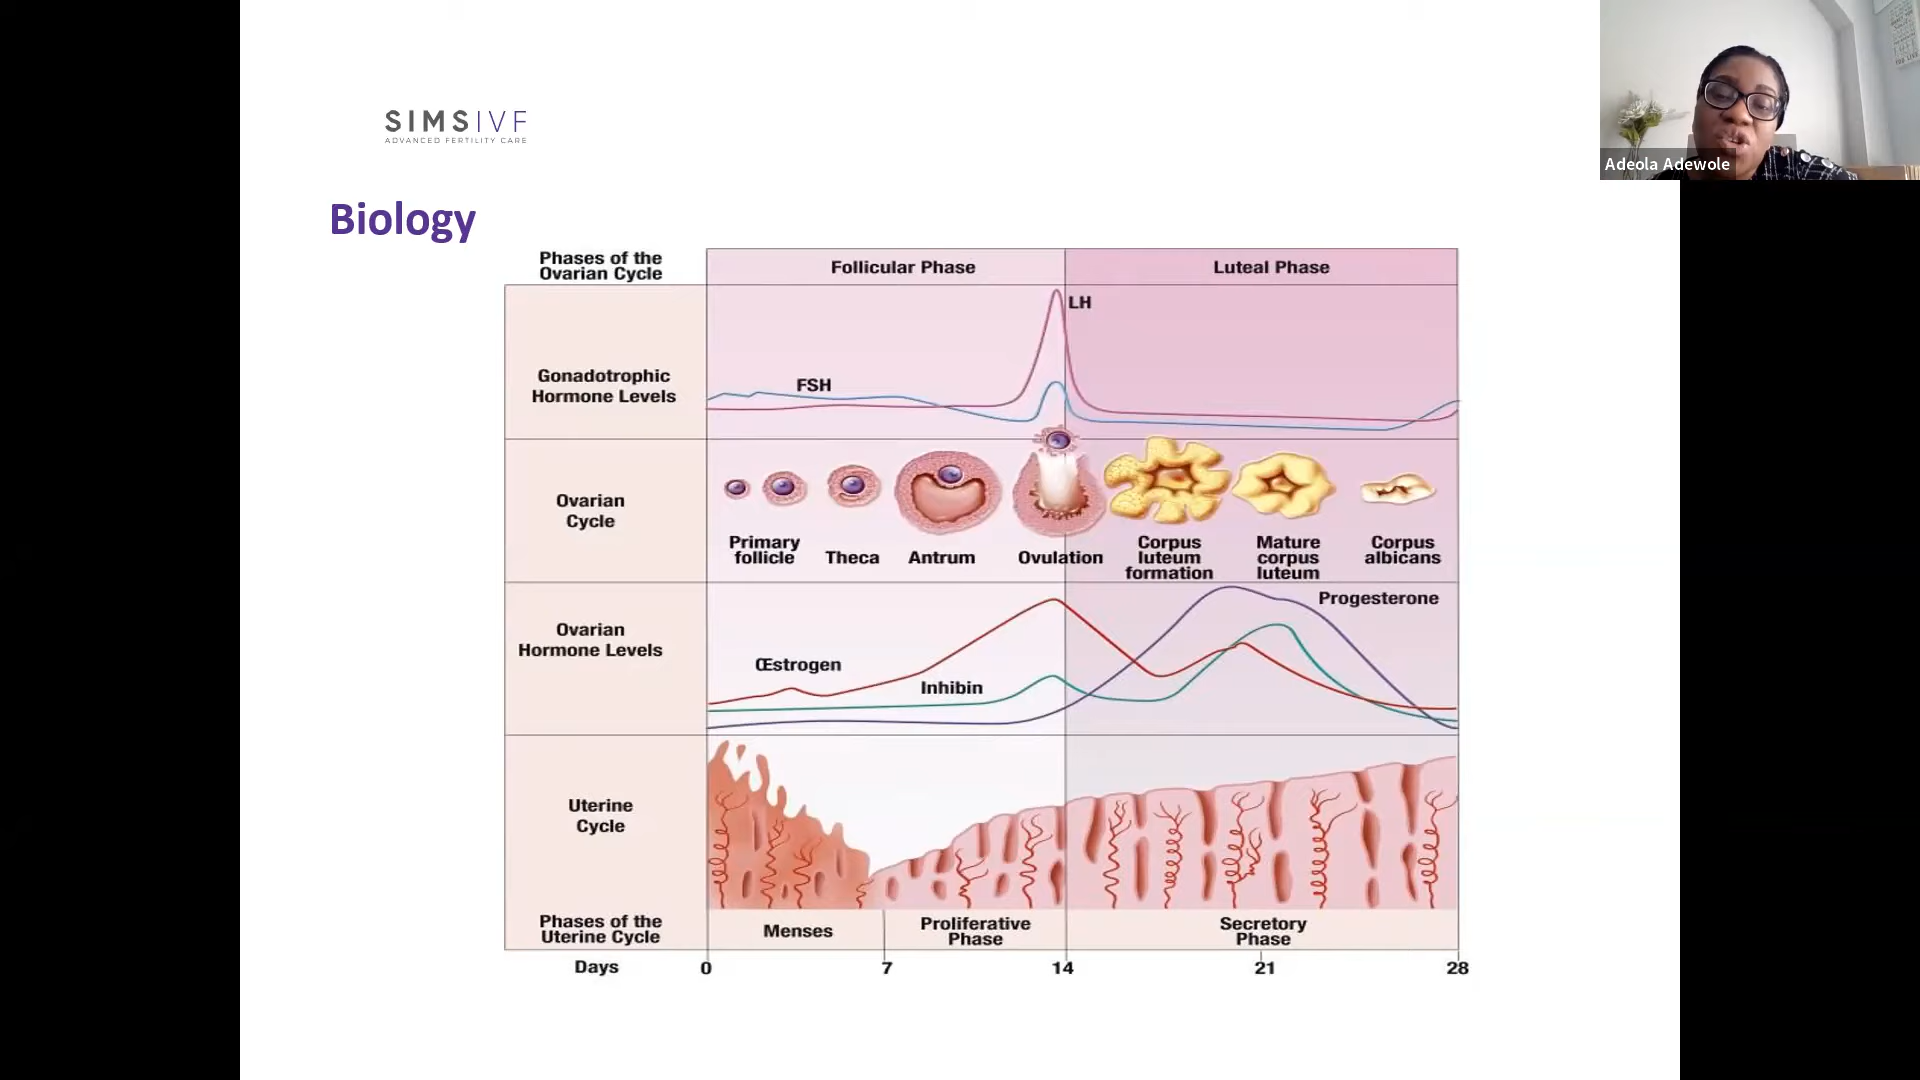 SIMSIVF
ADVANCED FERTILITY CARE
Adeola Adewole
Biology
Phases of the
Ovarian Cycle
Follicular Phase
Luteal Phase
LH
FSH
Gonadotrophic
Hormone Levels
Ovarian
Cycle
Primary
follicle
Theca
Antrum
Ovulation
Corpus
luteum
formation
Mature
corpus
luteum
Corpus
albicans
Ovarian
Hormone Levels
Œstrogen
Inhibin
Progesterone
Uterine
Cycle
Phases of the
Uterine Cycle
Menses
Proliferative
Phase
Secretory
Phase
Days
0
7
14
21
28